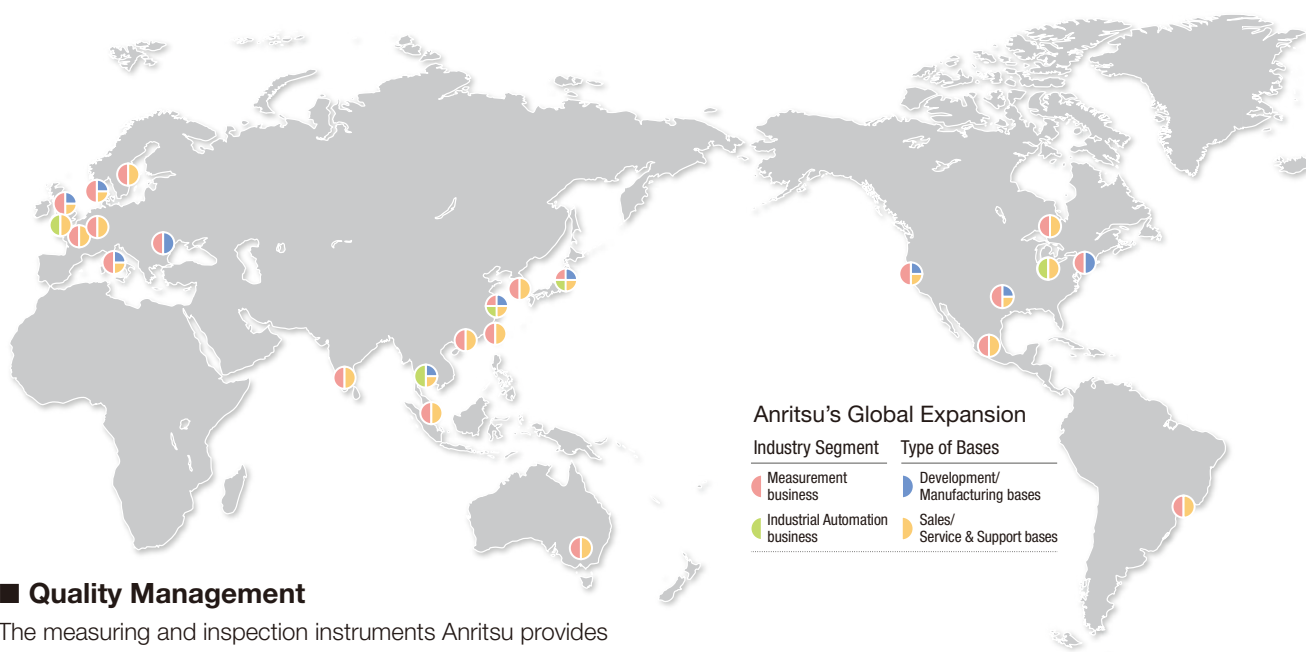 Anritsu’s Global Expansion
Industry Segment
Type of Bases
Measurement
business
Development/
Manufacturing bases
Industrial Automation
business
Sales/
Service & Support bases
■ Quality Management
The measuring and inspection instruments Anritsu provides